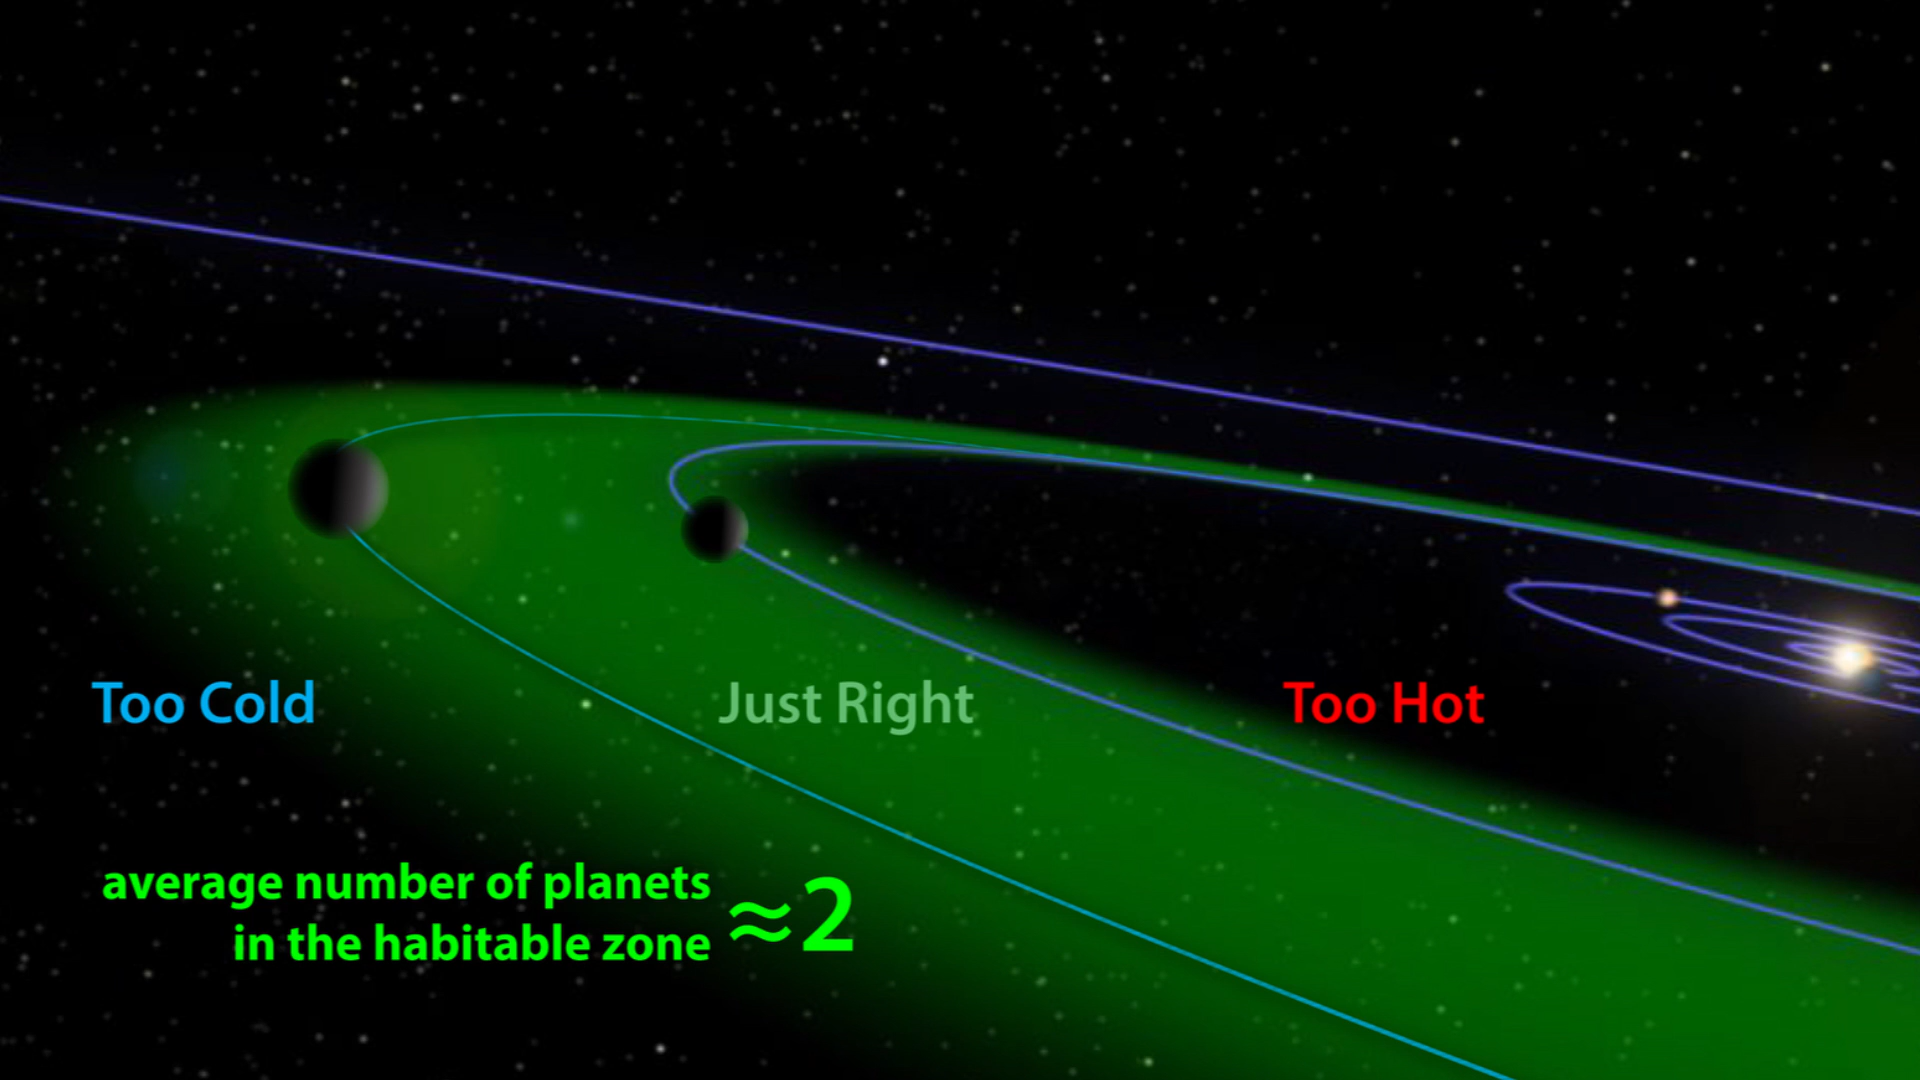 Too Cold
Just Right
Too Hot
average number of planets
in the habitable zone
≈2